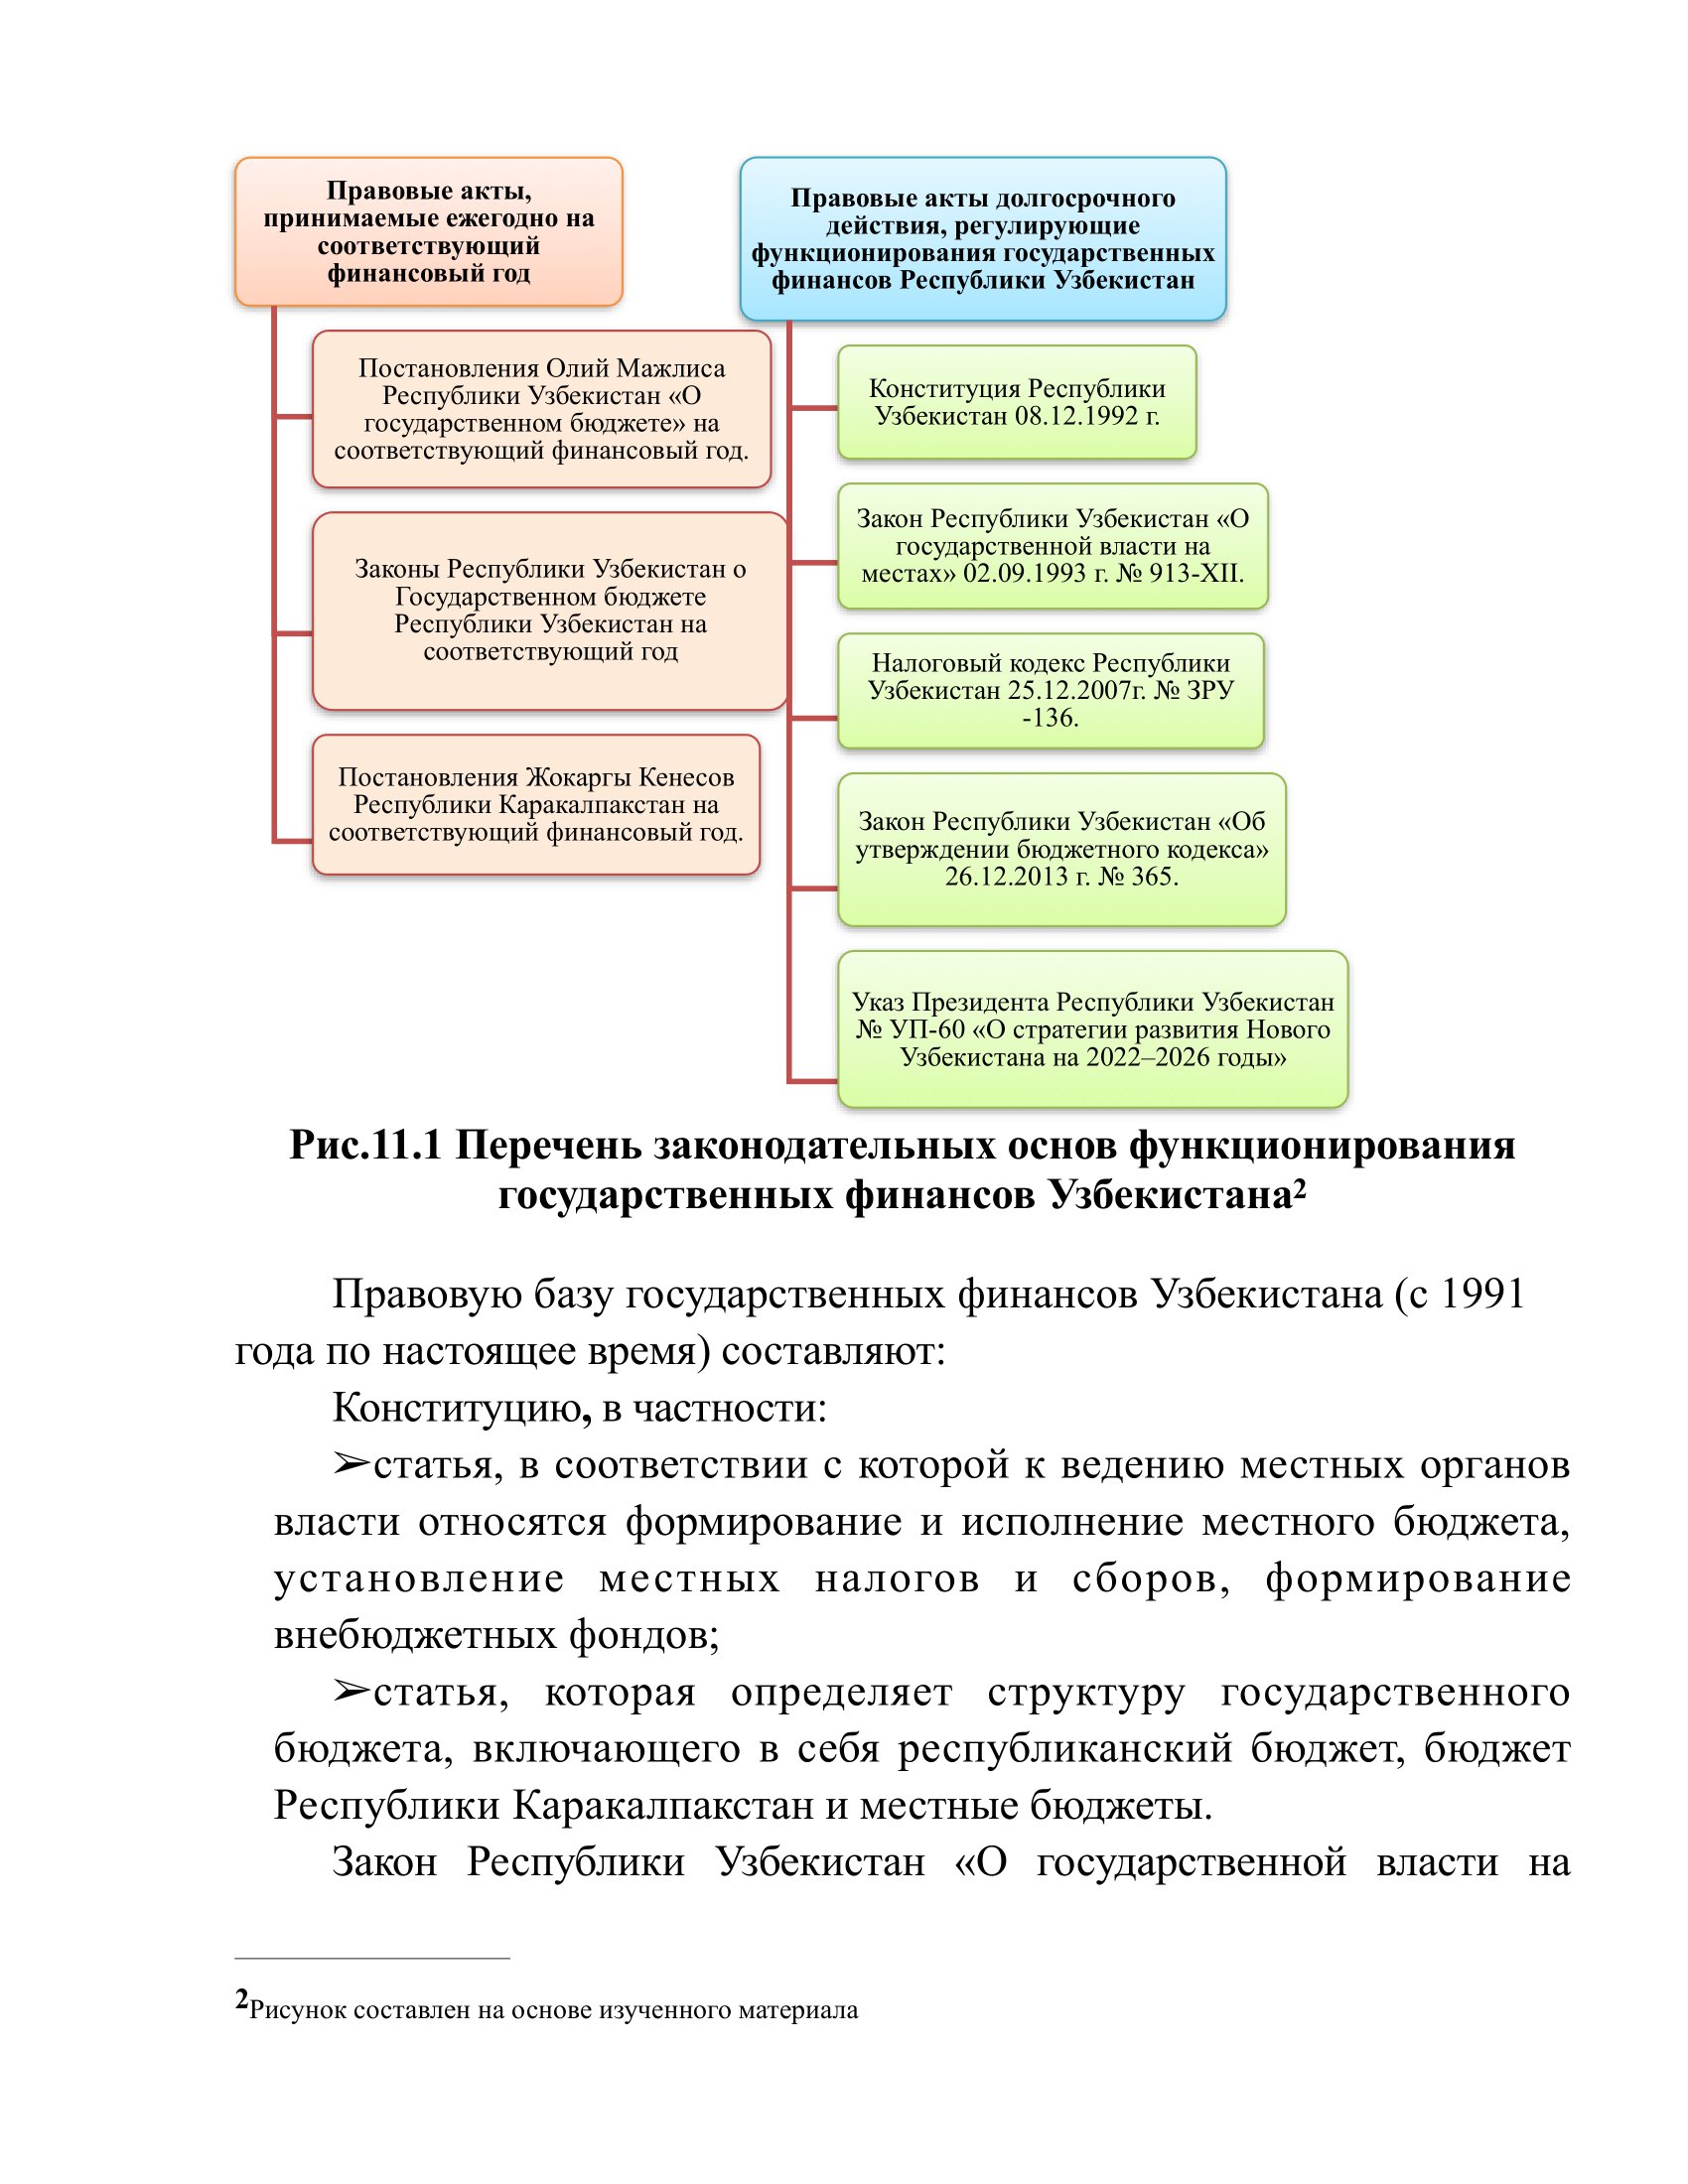 Правовые акты,
принимаемые ежегодно на
соответствующий
финансовый год
Постановления Олий Мажлиса
Республики Узбекистан «О
государственном бюджете» на
соответствующий финансовый год.
Законы Республики Узбекистан о
Государственном бюджете
Республики Узбекистан на
соответствующий год
Постановления Жокаргы Кенесов
Республики Каракалпакстан на
соответствующий финансовый год.
Правовые акты долгосрочного
действия, регулирующие
функционирования государственных
финансов Республики Узбекистан
Конституция Республики
Узбекистан 08.12.1992 г.
Закон Республики Узбекистан «О
государственной власти на
местах» 02.09.1993 г. № 913-XII.
Налоговый кодекс Республики
Узбекистан 25.12.2007г. № ЗРУ
-136.
Закон Республики Узбекистан «Об
утверждении бюджетного кодекса»
26.12.2013 г. № 365.
Указ Президента Республики Узбекистан
№ УП-60 «О стратегии развития Нового
Узбекистана на 2022–2026 годы»
Рис.11.1 Перечень законодательных основ функционирования
государственных финансов Узбекистана²
Правовую базу государственных финансов Узбекистана (с 1991
года по настоящее время) составляют:
Конституцию, в частности:
➢статья, в соответствии с которой к ведению местных органов
власти относятся формирование и исполнение местного бюджета,
установление местных налогов и сборов, формирование
внебюджетных фондов;
➢статья, которая определяет структуру государственного
бюджета, включающего в себя республиканский бюджет, бюджет
Республики Каракалпакстан и местные бюджеты.
Закон Республики Узбекистан «О государственной власти на
²Рисунок составлен на основе изученного материала